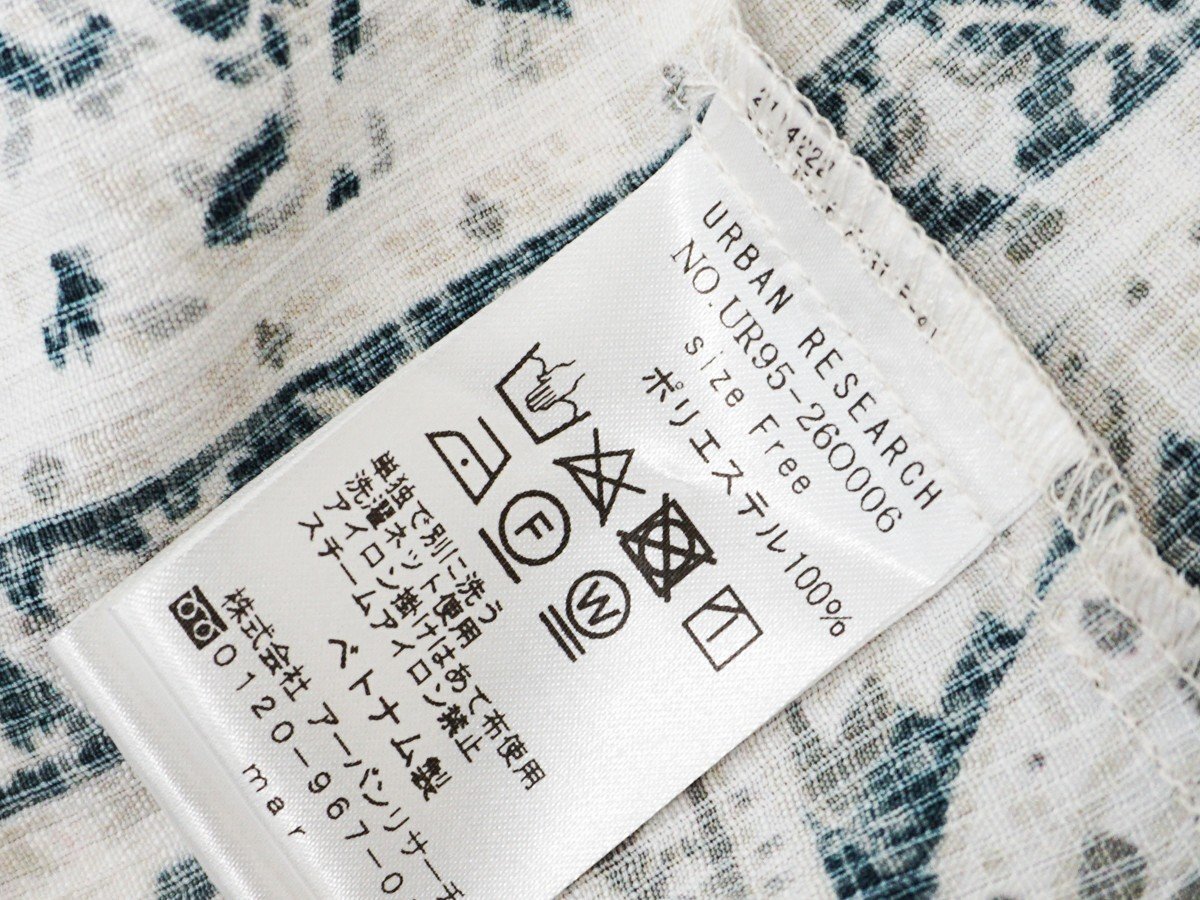 URBAN RESEARCH
NO. UR95-260006
size Free
ポリエステル100%
F
W
単独で別に洗う
洗濯ネット使用
アイロン掛けはあて布使用
スチームアイロン禁止
ベトナム製
株式会社 アーバンリサーチ
0120-967-0
mar